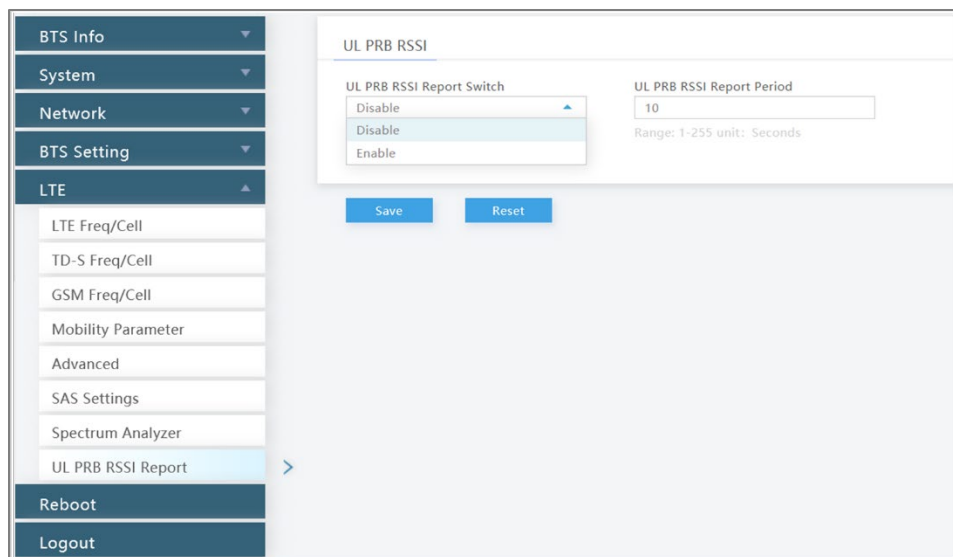 BTS Info
System
Network
BTS Setting
LTE
LTE Freq/Cell
TD-S Freq/Cell
GSM Freq/Cell
Mobility Parameter
Advanced
SAS Settings
Spectrum Analyzer
UL PRB RSSI Report
Reboot
Logout
UL PRB RSSI
UL PRB RSSI Report Switch
Disable
Disable
Enable
UL PRB RSSI Report Period
10
Range: 1-255 unit: Seconds
Save
Reset